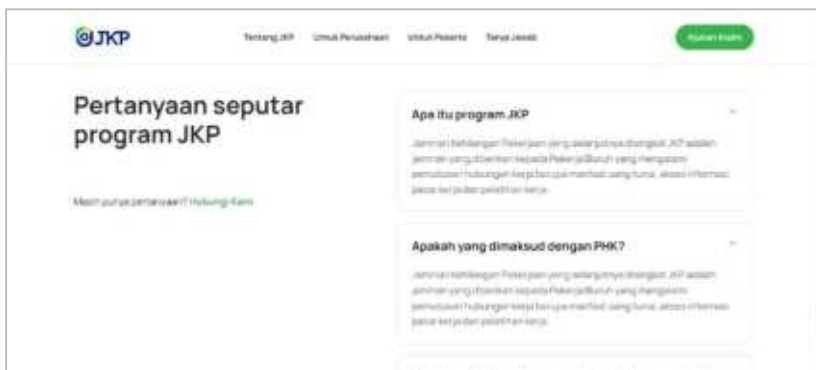 JKP
Tentang JKP Untuk Perusahaan Untuk Peserta Tanya Jawab
Ajukan Klaim
Pertanyaan seputar
program JKP
Masih punya pertanyaan? Hubungi Kami
Apa itu program JKP
Jaminan Kehilangan Pekerjaan yang selanjutnya disingkat JKP adalah
jaminan yang diberikan kepada Pekerja/Buruh yang mengalami
pemutusan hubungan kerja berupa manfaat uang tunai, akses informasi
pasar kerja dan pelatihan kerja.
Apakah yang dimaksud dengan PHK?
Jaminan Kehilangan Pekerjaan yang selanjutnya disingkat JKP adalah
jaminan yang diberikan kepada Pekerja/Buruh yang mengalami
pemutusan hubungan kerja berupa manfaat uang tunai, akses informasi
pasar kerja dan pelatihan kerja.